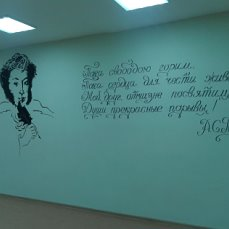 Пока свободою горим,
Пока сердца для чести живы,
Мой друг, отчизне посвятим
Души прекрасные порывы!
А.С.